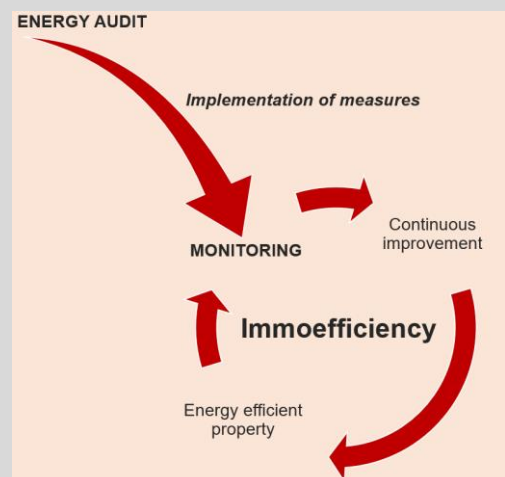 ENERGY AUDIT
Implementation of measures
Continuous
improvement
MONITORING
Immoefficiency
Energy efficient
property